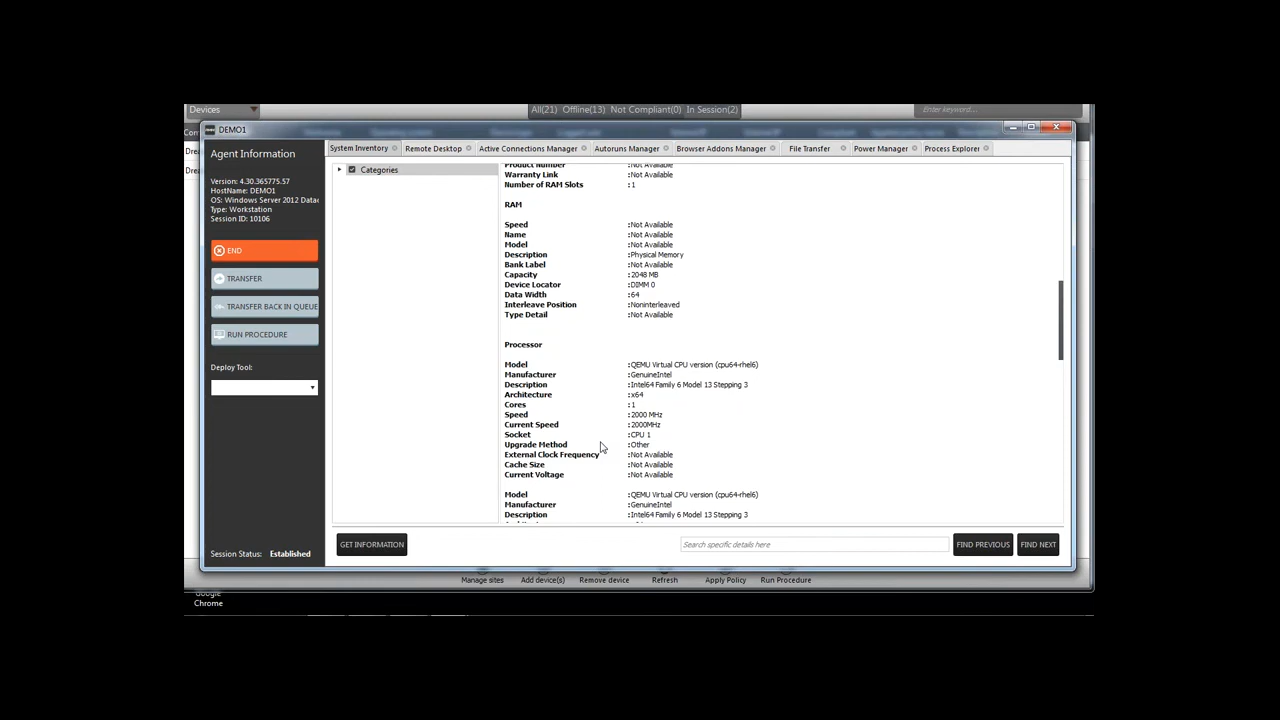 Devices
All(21) Offline(13) Not Compliant(0) In Session(2)
Enter keyword...
DEMO1
Agent Information
Version: 4.30.365775.57
HostName: DEMO1
OS: Windows Server 2012 Datac
Type: Workstation
Session ID: 10106
END
TRANSFER
TRANSFER BACK IN QUEUE
RUN PROCEDURE
Deploy Tool:
Session Status: Established
System Inventory Remote Desktop Active Connections Manager Autoruns Manager Browser Addons Manager File Transfer Power Manager Process Explorer
Categories
Product Number :Not Available
Warranty Link :Not Available
Number of RAM Slots :1
RAM
Speed :Not Available
Name :Not Available
Model :Not Available
Description :Physical Memory
Bank Label :Not Available
Capacity :2048 MB
Device Locator :DIMM 0
Data Width :64
Interleave Position :Noninterleaved
Type Detail :Not Available
Processor
Model :QEMU Virtual CPU version (cpu64-rhel6)
Manufacturer :GenuineIntel
Description :Intel64 Family 6 Model 13 Stepping 3
Architecture :x64
Cores :1
Speed :2000 MHz
Current Speed :2000MHz
Socket :CPU 1
Upgrade Method :Other
External Clock Frequency :Not Available
Cache Size :Not Available
Current Voltage :Not Available
Model :QEMU Virtual CPU version (cpu64-rhel6)
Manufacturer :GenuineIntel
Description :Intel64 Family 6 Model 13 Stepping 3
GET INFORMATION
Search specific details here
FIND PREVIOUS
FIND NEXT
Manage sites Add device(s) Remove device Refresh Apply Policy Run Procedure
Google
Chrome